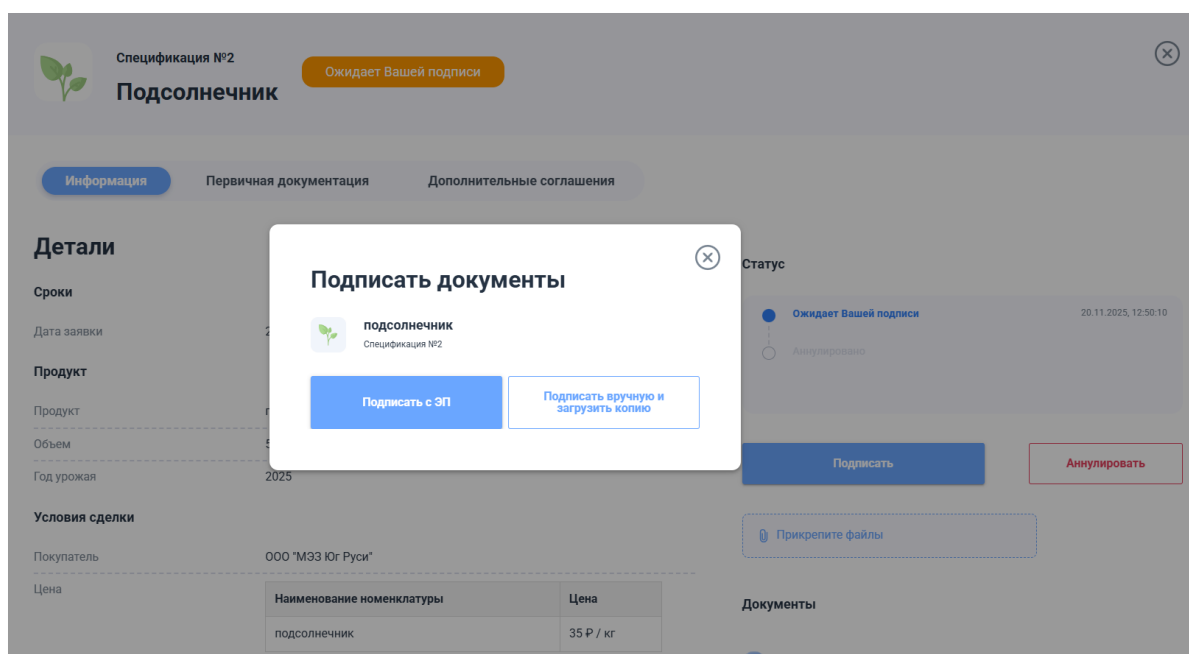 Спецификация №2
Подсолнечник
Ожидает Вашей подписи
Информация
Первичная документация
Дополнительные соглашения
Детали
Сроки
Дата заявки
Продукт
Продукт
Объем
Год урожая
2025
Условия сделки
Покупатель
ООО "МЭЗ Юг Руси"
Цена
Наименование номенклатуры
Цена
подсолнечник
35 ₽ / кг
Подписать документы
подсолнечник
Спецификация №2
Подписать с ЭП
Подписать вручную и
загрузить копию
Статус
Ожидает Вашей подписи
20.11.2025, 12:50:10
Аннулировано
Подписать
Аннулировать
Прикрепите файлы
Документы